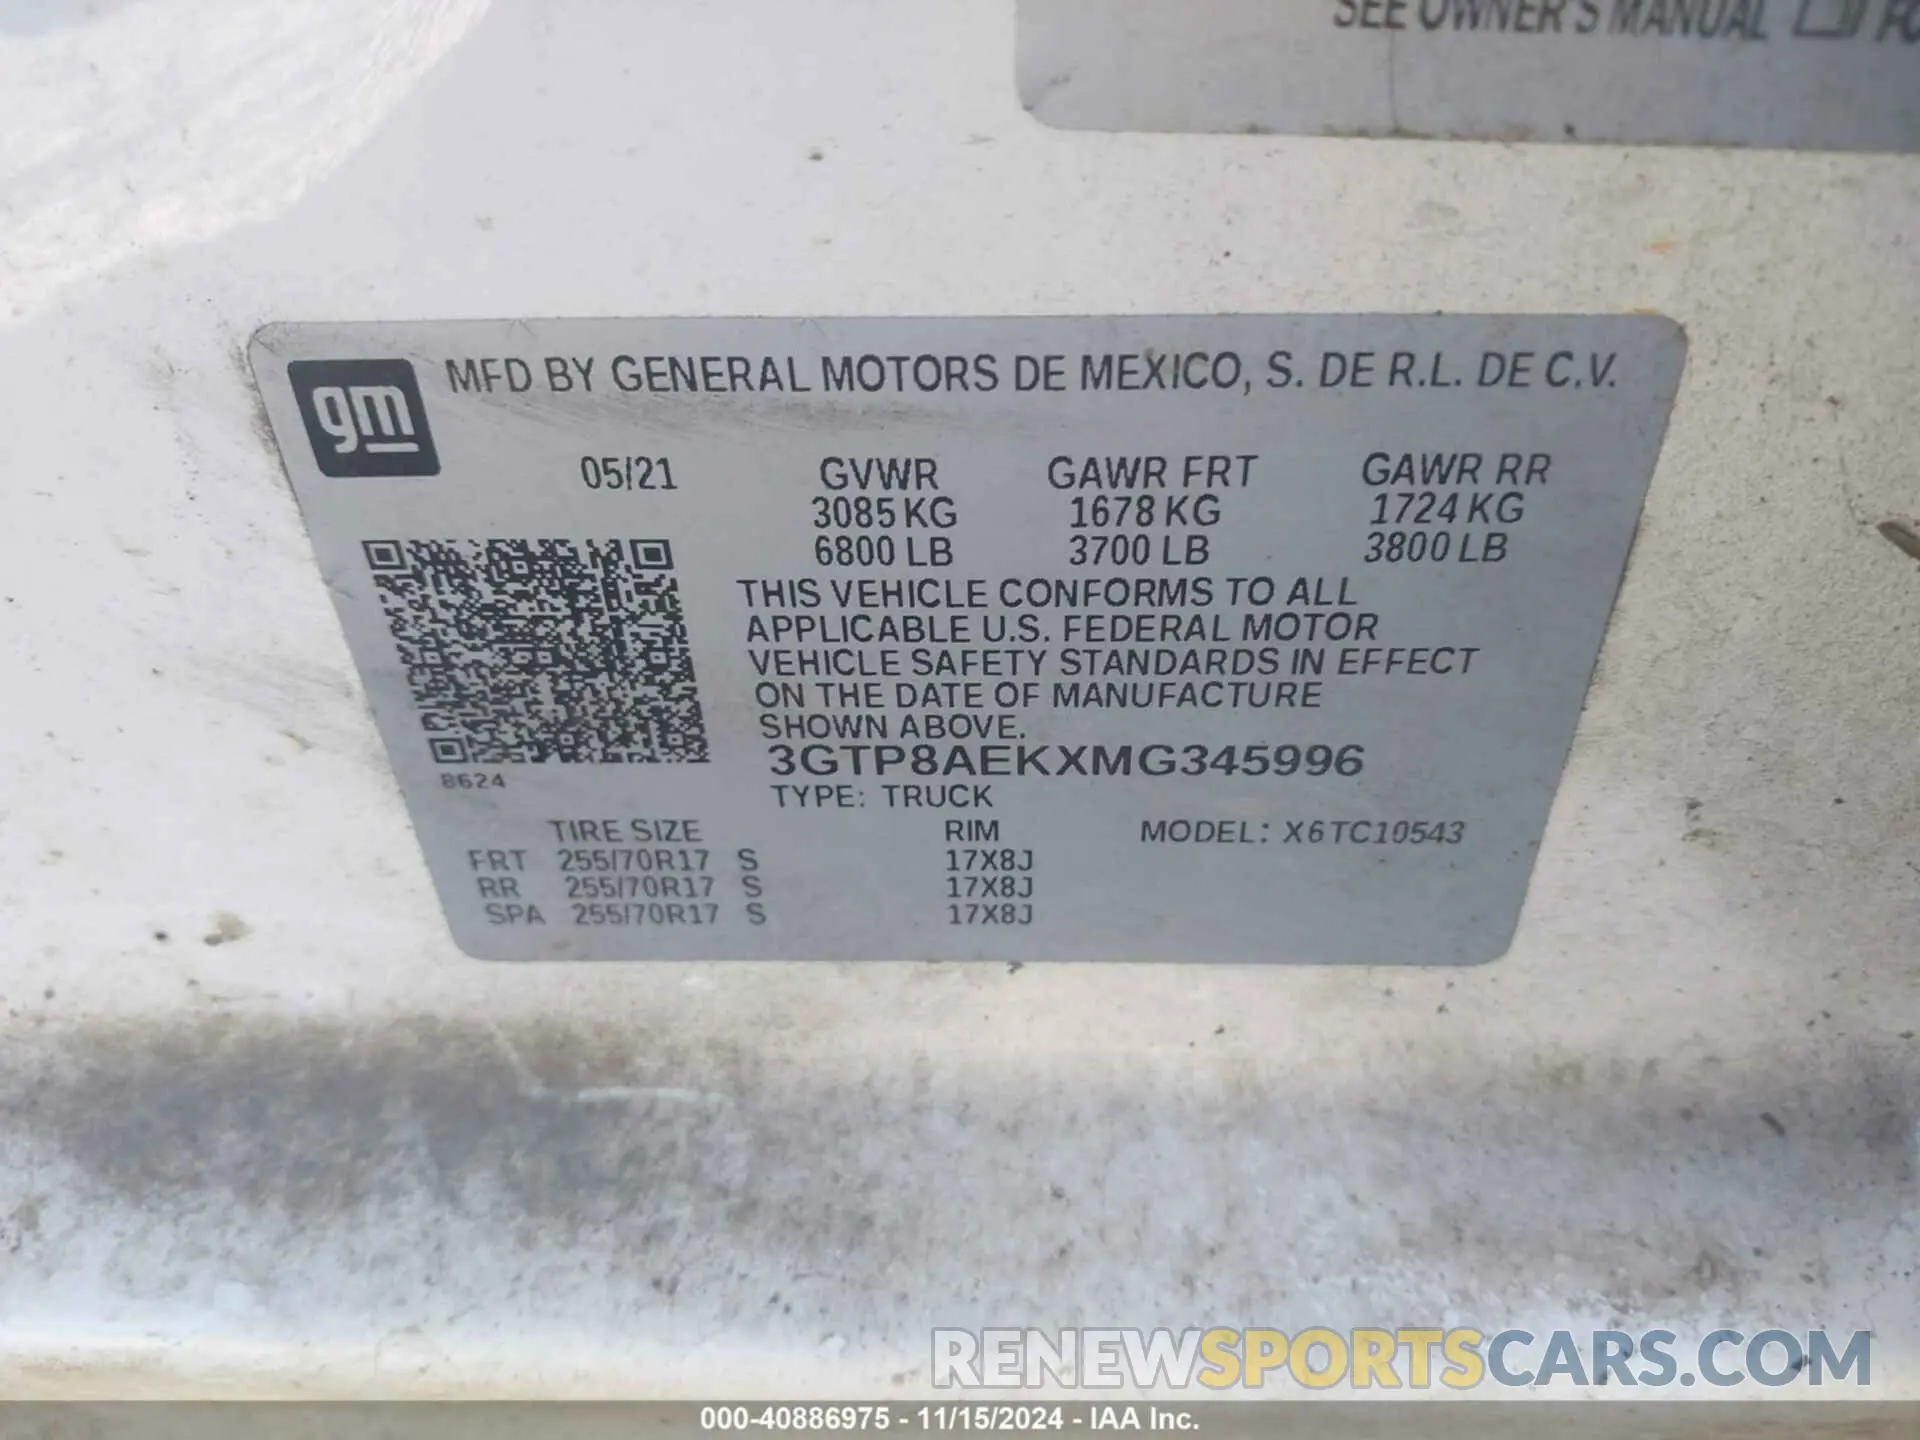 SEE OWNER'S MANUAL
gm
MFD BY GENERAL MOTORS DE MEXICO, S. DE R.L. DE C.V.
05/21 GVWR GAWR FRT GAWR RR
3085 KG 1678 KG 1724 KG
6800 LB 3700 LB 3800 LB
THIS VEHICLE CONFORMS TO ALL
APPLICABLE U.S. FEDERAL MOTOR
VEHICLE SAFETY STANDARDS IN EFFECT
ON THE DATE OF MANUFACTURE
SHOWN ABOVE.
3GTP8AEKXMG345996
8624
TYPE: TRUCK
TIRE SIZE RIM MODEL: X6TC10543
FRT 255/70R17 S 17X8J
RR 255/70R17 S 17X8J
SPA 255/70R17 S 17X8J
RENEWSPORTSCARS.COM
000-40886975 - 11/15/2024 - IAA Inc.